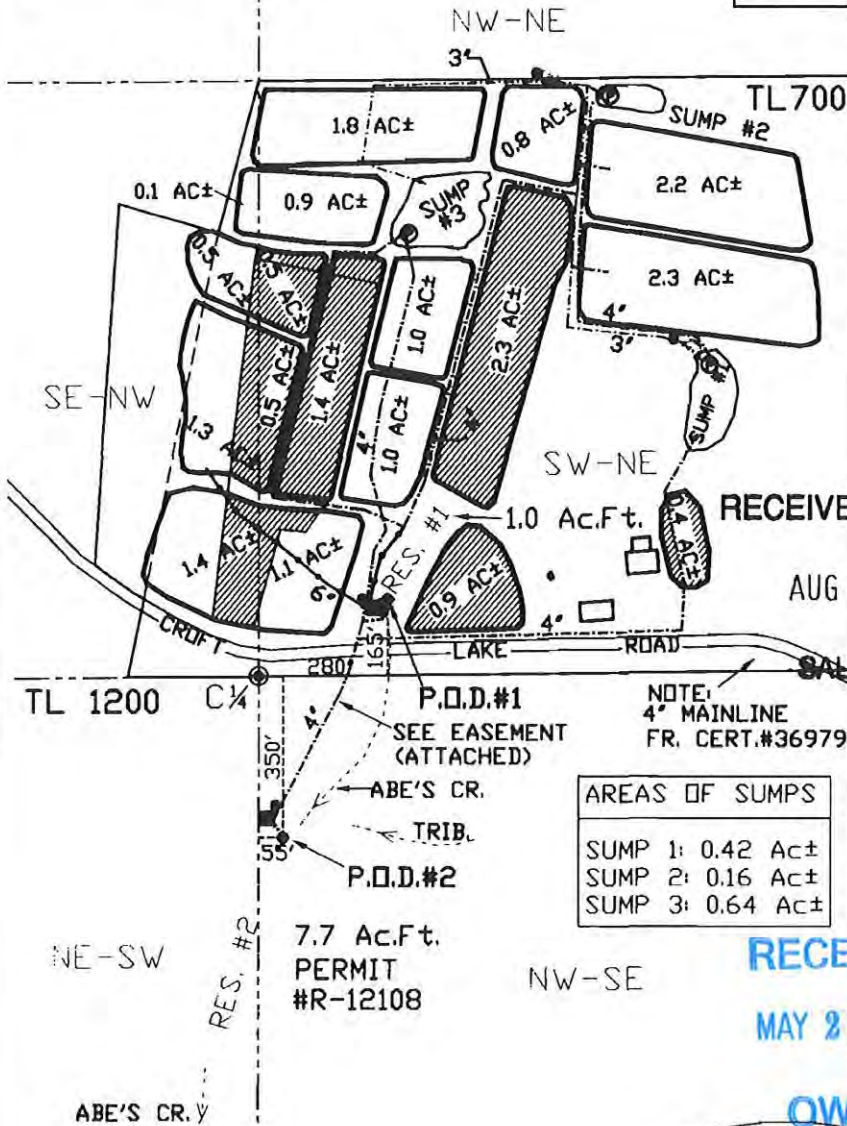 NW-NE
3"
TL700
1.8 AC±
0.8 AC±
SUMP #2
2.2 AC±
0.1 AC±
0.9 AC±
SUMP #3
0.5 AC±
0.5 AC±
1.0 AC±
2.3 AC±
2.3 AC±
4"
3"
SUMP #1
SE-NW
1.3 AC±
0.5 AC±
1.4 AC±
4"
1.0 AC±
SW-NE
1.0 Ac.Ft.
0.4 AC±
RECEIVE
AUG
1.4 AC±
1.1 AC±
6"
RES. #1
0.9 AC±
4"
CROFT LAKE ROAD
SAL
280'
165'
TL 1200
C¼
P.O.D.#1
NOTE:
4" MAINLINE
FR. CERT.#36979
4"
SEE EASEMENT
(ATTACHED)
350'
ABE'S CR.
TRIB.
55'
P.O.D.#2
AREAS OF SUMPS
SUMP 1: 0.42 Ac±
SUMP 2: 0.16 Ac±
SUMP 3: 0.64 Ac±
NE-SW
RES. #2
7.7 Ac.Ft.
PERMIT
#R-12108
NW-SE
RECE
MAY 2
OW
ABE'S CR.